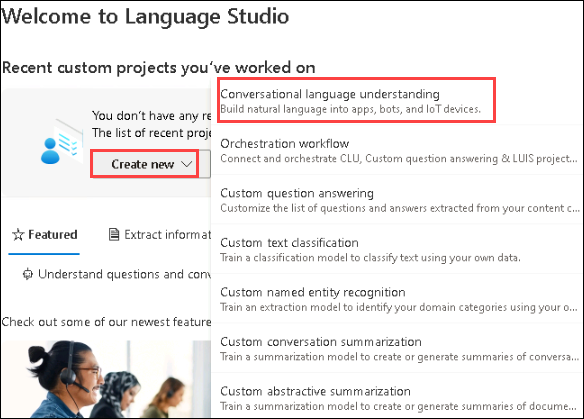 Welcome to Language Studio
Recent custom projects you've worked on
You don't have any re
The list of recent proje
Create new
Conversational language understanding
Build natural language into apps, bots, and IoT devices.
Orchestration workflow
Connect and orchestrate CLU, Custom question answering & LUIS project...
Custom question answering
Customize the list of questions and answers extracted from your content c...
Custom text classification
Train a classification model to classify text using your own data.
Custom named entity recognition
Train an extraction model to identify your domain categories using your o...
Custom conversation summarization
Train a summarization model to create or generate summaries of conversa...
Custom abstractive summarization
Train a summarization model to create or generate summaries of docume...
Featured
Extract informat
Understand questions and conv
Check out some of our newest feature